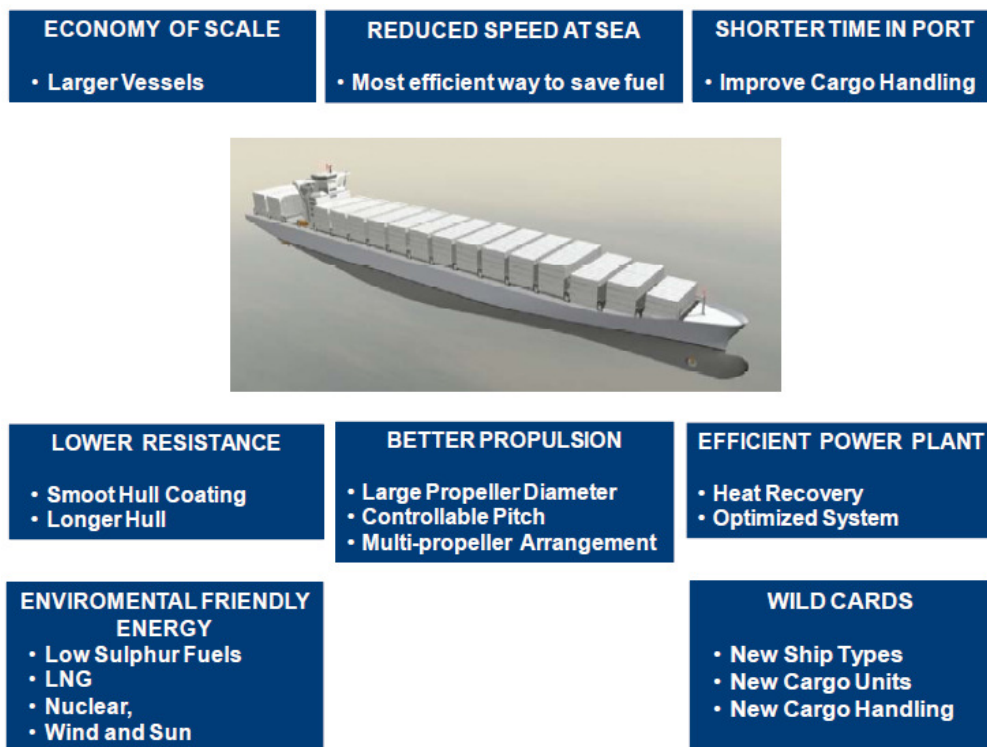 ECONOMY OF SCALE
• Larger Vessels
REDUCED SPEED AT SEA
• Most efficient way to save fuel
SHORTER TIME IN PORT
• Improve Cargo Handling
LOWER RESISTANCE
• Smoot Hull Coating
• Longer Hull
BETTER PROPULSION
• Large Propeller Diameter
• Controllable Pitch
• Multi-propeller Arrangement
EFFICIENT POWER PLANT
• Heat Recovery
• Optimized System
ENVIROMENTAL FRIENDLY
ENERGY
• Low Sulphur Fuels
• LNG
• Nuclear,
• Wind and Sun
WILD CARDS
• New Ship Types
• New Cargo Units
• New Cargo Handling